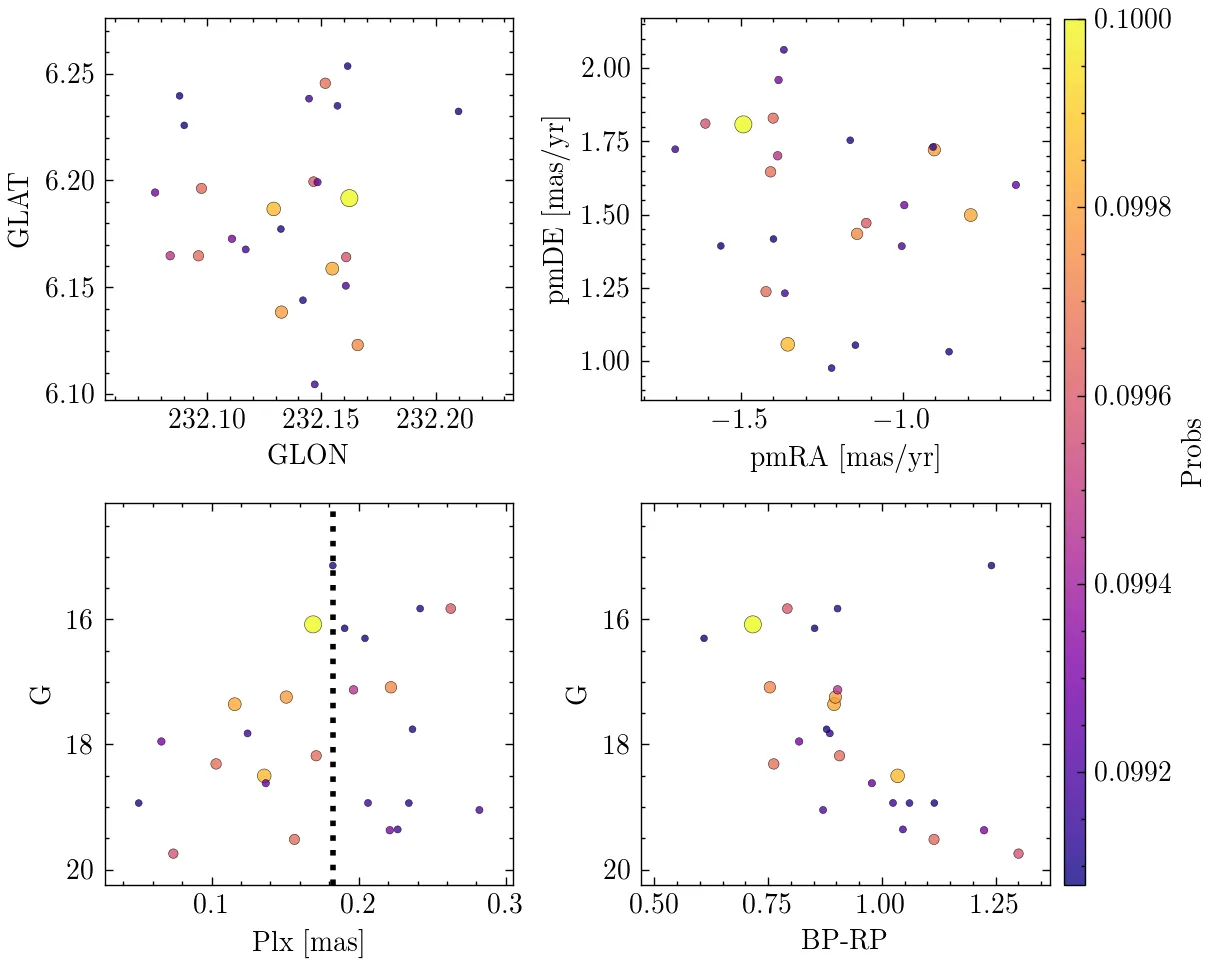 6.25
6.20
6.15
6.10
GLAT
232.10 232.15 232.20
GLON
2.00
1.75
1.50
1.25
1.00
pmDE [mas/yr]
−1.5 −1.0
pmRA [mas/yr]
16
18
20
G
0.1 0.2 0.3
Plx [mas]
16
18
20
G
0.50 0.75 1.00 1.25
BP-RP
0.1000
0.0998
0.0996
0.0994
0.0992
Probs